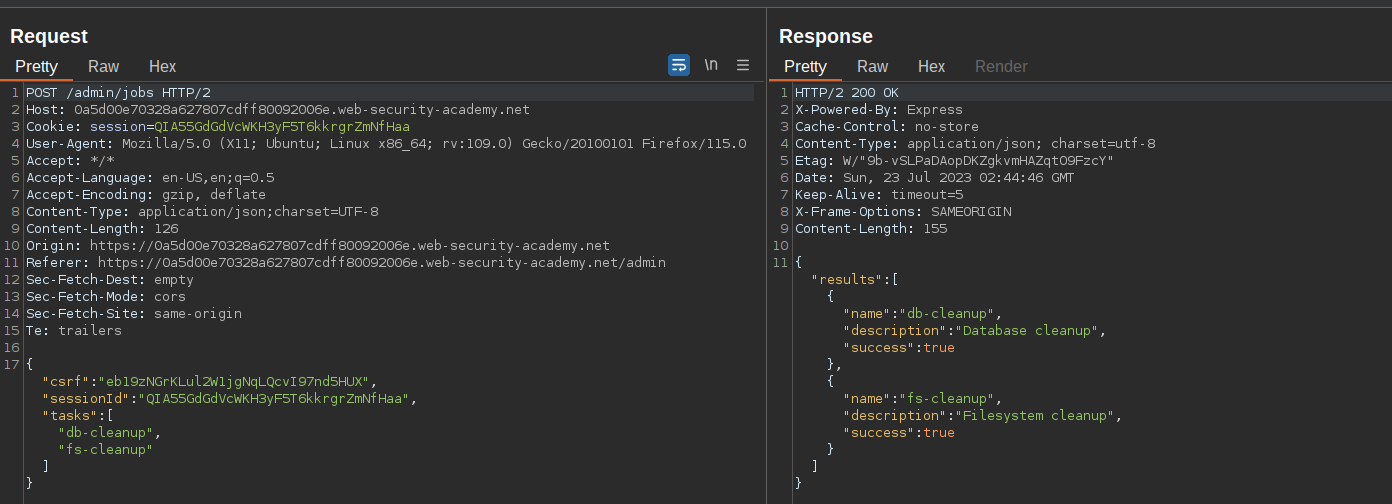 Request
Pretty Raw Hex \n
1 POST /admin/jobs HTTP/2
2 Host: 0a5d00e70328a627807cdff80092006e.web-security-academy.net
3 Cookie: session=QIA55GdGdVcWKH3yF5T6kkrgrZmNfHaa
4 User-Agent: Mozilla/5.0 (X11; Ubuntu; Linux x86_64; rv:109.0) Gecko/20100101 Firefox/115.0
5 Accept: */*
6 Accept-Language: en-US,en;q=0.5
7 Accept-Encoding: gzip, deflate
8 Content-Type: application/json;charset=UTF-8
9 Content-Length: 126
10 Origin: https://0a5d00e70328a627807cdff80092006e.web-security-academy.net
11 Referer: https://0a5d00e70328a627807cdff80092006e.web-security-academy.net/admin
12 Sec-Fetch-Dest: empty
13 Sec-Fetch-Mode: cors
14 Sec-Fetch-Site: same-origin
15 Te: trailers
16
17 {
"csrf":"eb19zNGrKLul2W1jgNqLQcvI97nd5HUX",
"sessionId":"QIA55GdGdVcWKH3yF5T6kkrgrZmNfHaa",
"tasks":[
"db-cleanup",
"fs-cleanup"
]
}
Response
Pretty Raw Hex Render
1 HTTP/2 200 OK
2 X-Powered-By: Express
3 Cache-Control: no-store
4 Content-Type: application/json; charset=utf-8
5 Etag: W/"9b-vSLPaDAopDKZgkvmHAZqtO9FzcY"
6 Date: Sun, 23 Jul 2023 02:44:46 GMT
7 Keep-Alive: timeout=5
8 X-Frame-Options: SAMEORIGIN
9 Content-Length: 155
10
11 {
"results":[
{
"name":"db-cleanup",
"description":"Database cleanup",
"success":true
},
{
"name":"fs-cleanup",
"description":"Filesystem cleanup",
"success":true
}
]
}